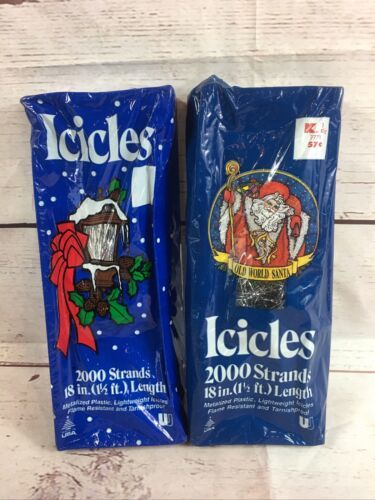 Icicles
2000 Strands
18 in. (1½ ft.) Length
Metalized Plastic, Lightweight Icicles
Flame Resistant and Tarnishproof
USA
K
57¢
OLD WORLD SANTA
Icicles
2000 Strands
18 in. (1½ ft.) Length
Metalized Plastic, Lightweight Icicles
Flame Resistant and Tarnishproof
USA